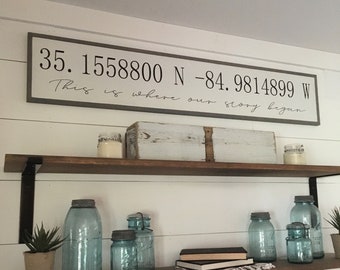 35. 1558800 N -84. 9814899 W
This is where our story began